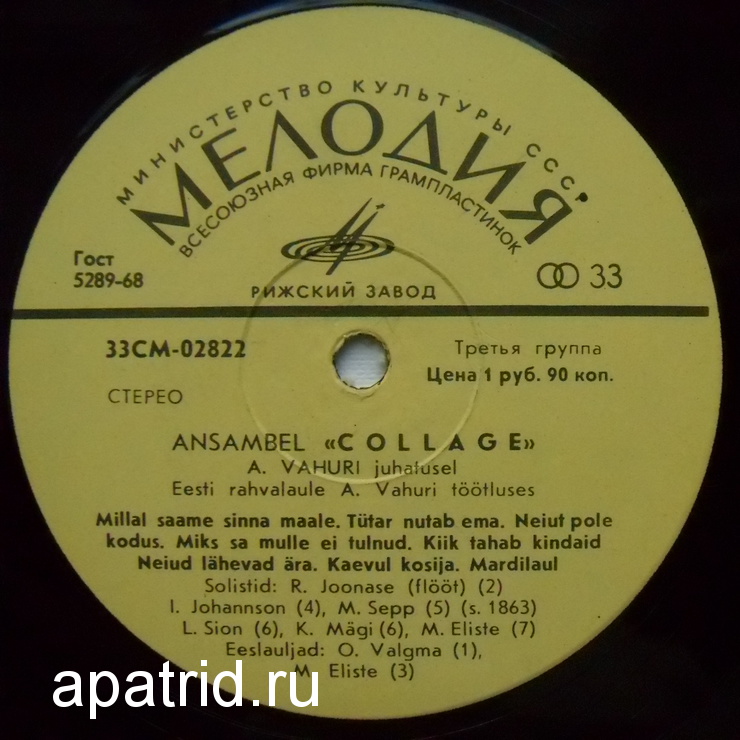 МИНИСТЕРСТВО КУЛЬТУРЫ СССР
МЕЛОДИЯ
ВСЕСОЮЗНАЯ ФИРМА ГРАМПЛАСТИНОК
Гост
5289-68
РИЖСКИЙ ЗАВОД
33
33СМ-02822
Третья группа
Цена 1 руб. 90 коп.
СТЕРЕО
ANSAMBEL «COLLAGE»
A. VAHURI juhatusel
Eesti rahvalaule A. Vahuri töötluses
Millal saame sinna maale. Tütar nutab ema. Neiut pole
kodus. Miks sa mulle ei tulnud. Kiik tahab kindaid
Neiud lähevad ära. Kaevul kosija. Mardilaul
Solistid: R. Joonase (flööt) (2)
I. Johannson (4), M. Sepp (5) (s. 1863)
L. Sion (6), K. Mägi (6), M. Eliste (7)
Eeslauljad: O. Valgma (1),
M. Eliste (3)
apatrid.ru